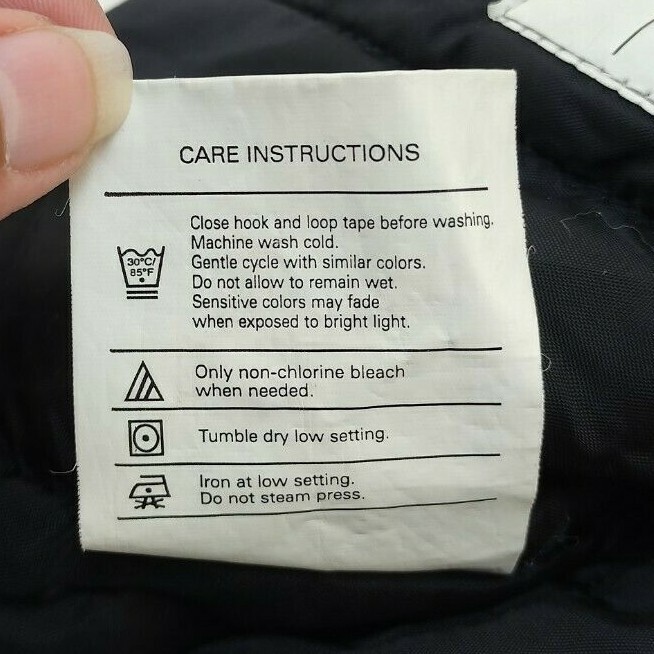 CARE INSTRUCTIONS
30°C/
85°F
Close hook and loop tape before washing.
Machine wash cold.
Gentle cycle with similar colors.
Do not allow to remain wet.
Sensitive colors may fade
when exposed to bright light.
Only non-chlorine bleach
when needed.
Tumble dry low setting.
Iron at low setting.
Do not steam press.